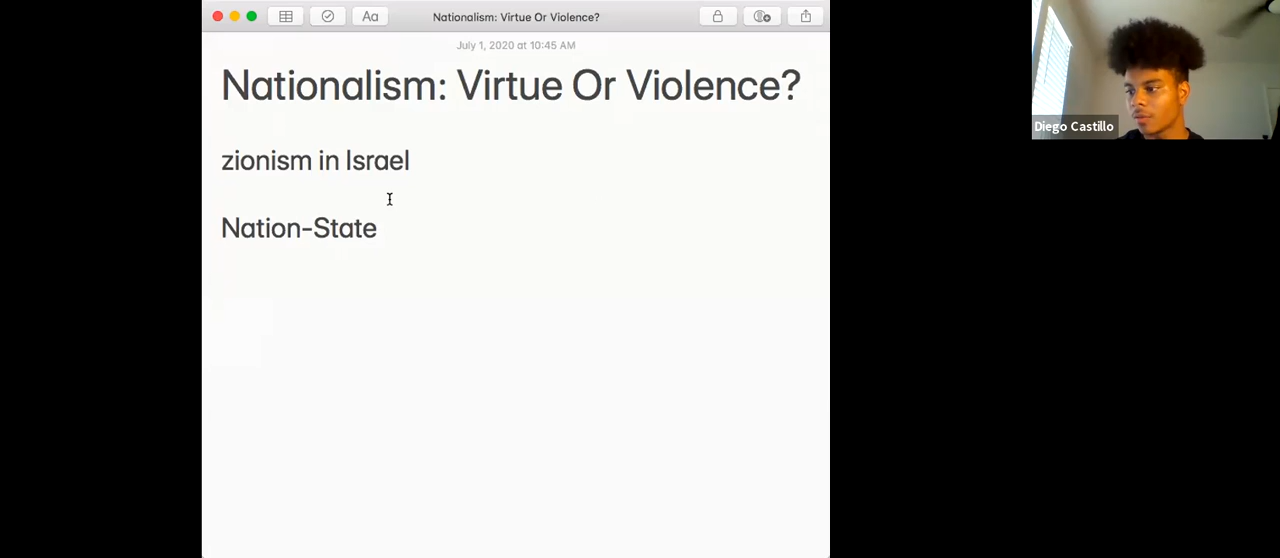 Aa
Nationalism: Virtue Or Violence?
July 1, 2020 at 10:45 AM
Nationalism: Virtue Or Violence?
zionism in Israel
Nation-State
Diego Castillo